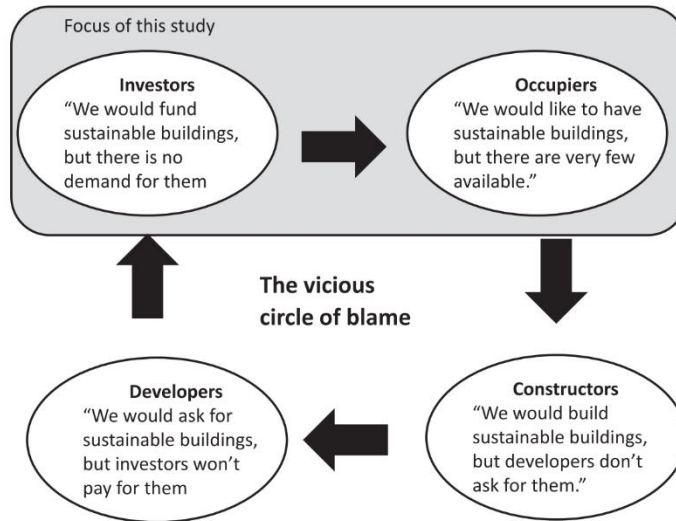 Focus of this study
Investors
“We would fund
sustainable buildings,
but there is no
demand for them
Occupiers
“We would like to have
sustainable buildings,
but there are very few
available.”
The vicious
circle of blame
Developers
“We would ask for
sustainable buildings,
but investors won’t
pay for them
Constructors
“We would build
sustainable buildings,
but developers don’t
ask for them.”